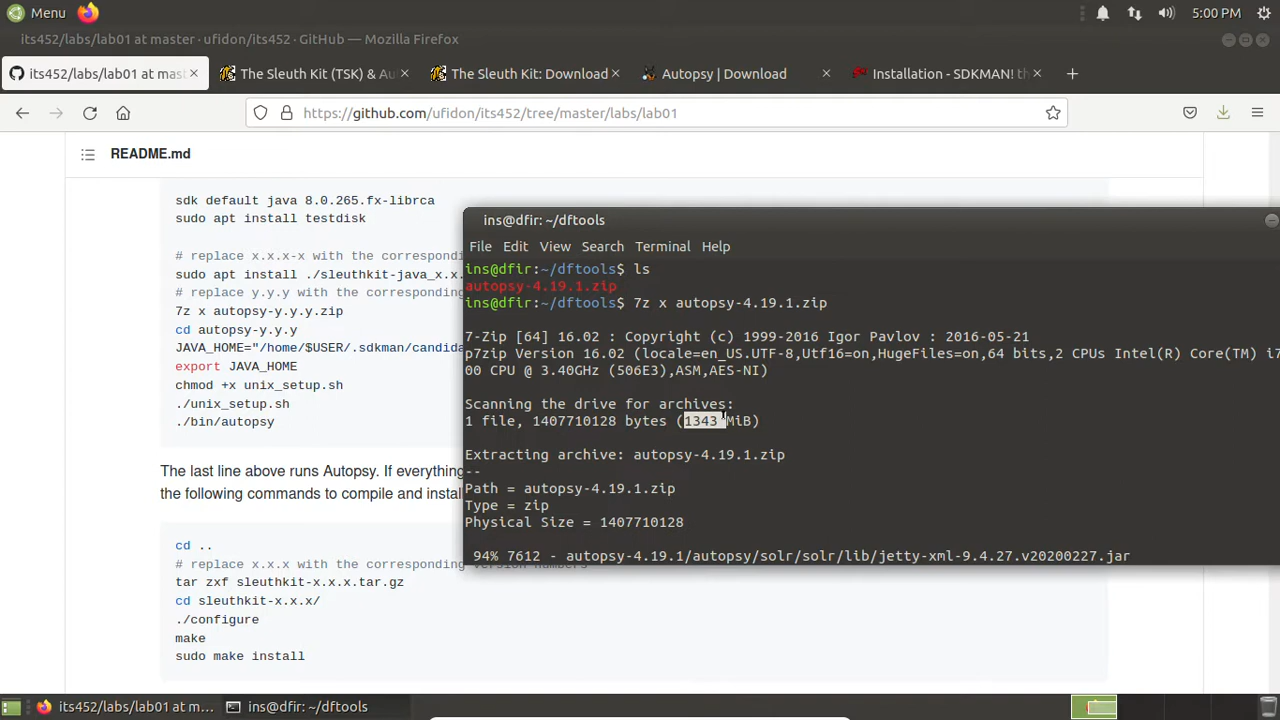 Menu
5:00 PM
its452/labs/lab01 at master · ufidon/its452 · GitHub — Mozilla Firefox
its452/labs/lab01 at mast
The Sleuth Kit (TSK) & Au
The Sleuth Kit: Download
Autopsy | Download
Installation - SDKMAN! th
https://github.com/ufidon/its452/tree/master/labs/lab01
README.md
sdk default java 8.0.265.fx-librca
sudo apt install testdisk
# replace x.x.x-x with the corresponding
sudo apt install ./sleuthkit-java_x.x.
# replace y.y.y with the corresponding
7z x autopsy-y.y.y.zip
cd autopsy-y.y.y
JAVA_HOME="/home/$USER/.sdkman/candida
export JAVA_HOME
chmod +x unix_setup.sh
./unix_setup.sh
./bin/autopsy
The last line above runs Autopsy. If everything
the following commands to compile and instal
cd ..
# replace x.x.x with the corresponding version numbers
tar zxf sleuthkit-x.x.x.tar.gz
cd sleuthkit-x.x.x/
./configure
make
sudo make install
ins@dfir: ~/dftools
File Edit View Search Terminal Help
ins@dfir:~/dftools$ ls
autopsy-4.19.1.zip
ins@dfir:~/dftools$ 7z x autopsy-4.19.1.zip
7-Zip [64] 16.02 : Copyright (c) 1999-2016 Igor Pavlov : 2016-05-21
p7zip Version 16.02 (locale=en_US.UTF-8,Utf16=on,HugeFiles=on,64 bits,2 CPUs Intel(R) Core(TM) i7
00 CPU @ 3.40GHz (506E3),ASM,AES-NI)
Scanning the drive for archives:
1 file, 1407710128 bytes (1343 MiB)
Extracting archive: autopsy-4.19.1.zip
--
Path = autopsy-4.19.1.zip
Type = zip
Physical Size = 1407710128
94% 7612 - autopsy-4.19.1/autopsy/solr/solr/lib/jetty-xml-9.4.27.v20200227.jar
its452/labs/lab01 at m...
ins@dfir: ~/dftools